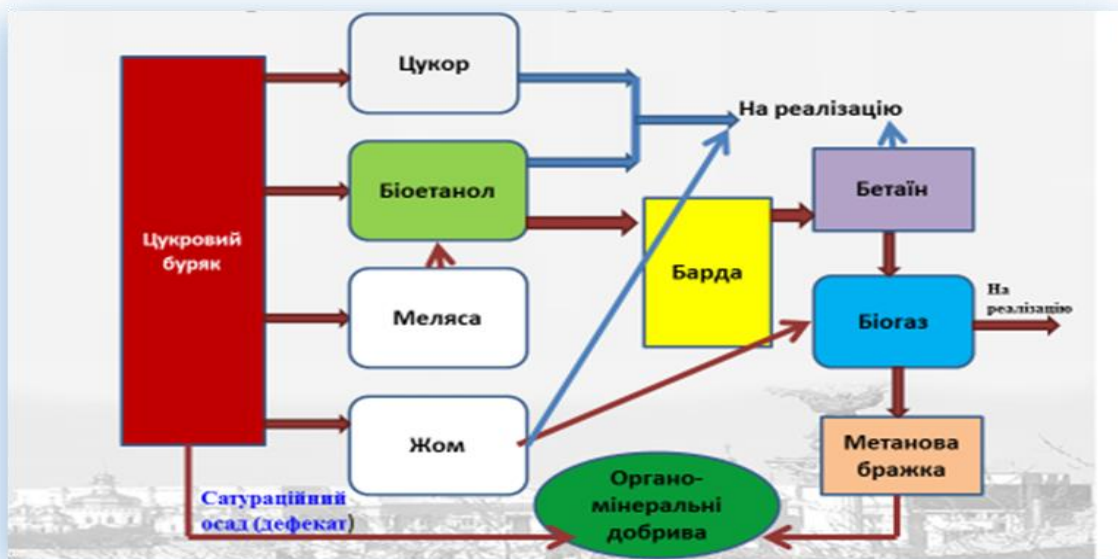 Цукор
На реалізацію
Біоетанол
Бетаїн
Цукровий
буряк
Барда
Меляса
Біогаз
На
реалізацію
Жом
Метанова
бражка
Сатураційний
осад (дефекат)
Органо-
мінеральні
добрива